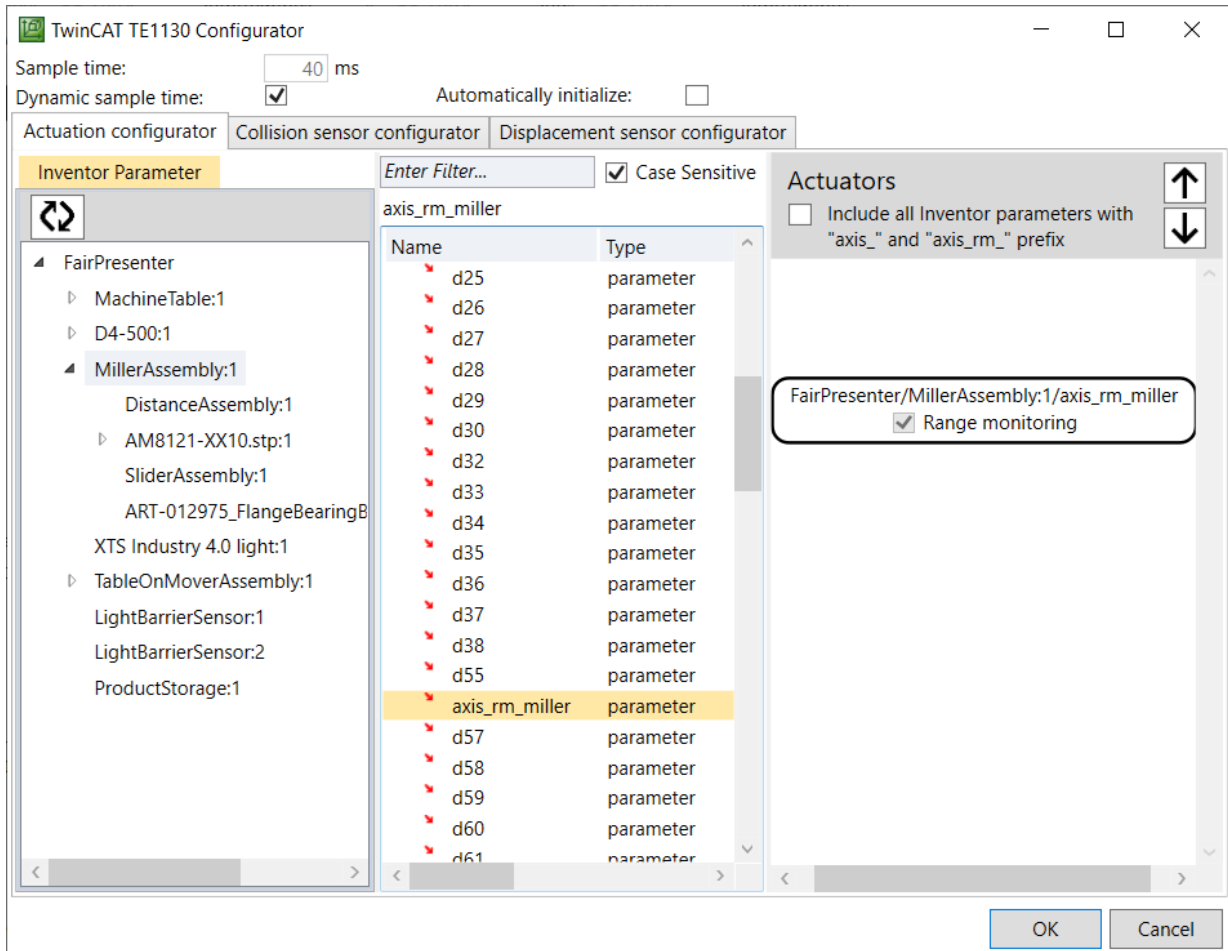 TwinCAT TE1130 Configurator
Sample time: 40 ms
Dynamic sample time: Automatically initialize:
Actuation configurator Collision sensor configurator Displacement sensor configurator
Inventor Parameter
FairPresenter
MachineTable:1
D4-500:1
MillerAssembly:1
DistanceAssembly:1
AM8121-XX10.stp:1
SliderAssembly:1
ART-012975_FlangeBearingB
XTS Industry 4.0 light:1
TableOnMoverAssembly:1
LightBarrierSensor:1
LightBarrierSensor:2
ProductStorage:1
Enter Filter... Case Sensitive
axis_rm_miller
Name Type
d25 parameter
d26 parameter
d27 parameter
d28 parameter
d29 parameter
d30 parameter
d32 parameter
d33 parameter
d34 parameter
d35 parameter
d36 parameter
d37 parameter
d38 parameter
d55 parameter
axis_rm_miller parameter
d57 parameter
d58 parameter
d59 parameter
d60 parameter
d61 parameter
Actuators
Include all Inventor parameters with
"axis_" and "axis_rm_" prefix
FairPresenter/MillerAssembly:1/axis_rm_miller
Range monitoring
OK Cancel